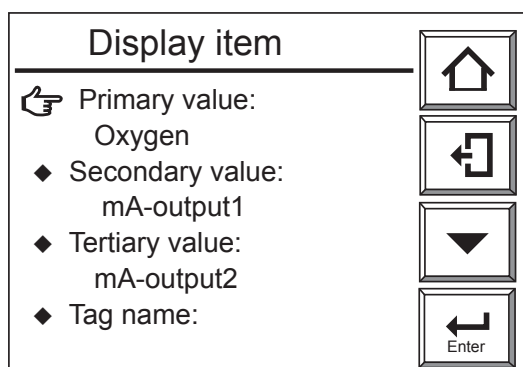 Display item
Primary value:
Oxygen
Secondary value:
mA-output1
Tertiary value:
mA-output2
Tag name:
Enter